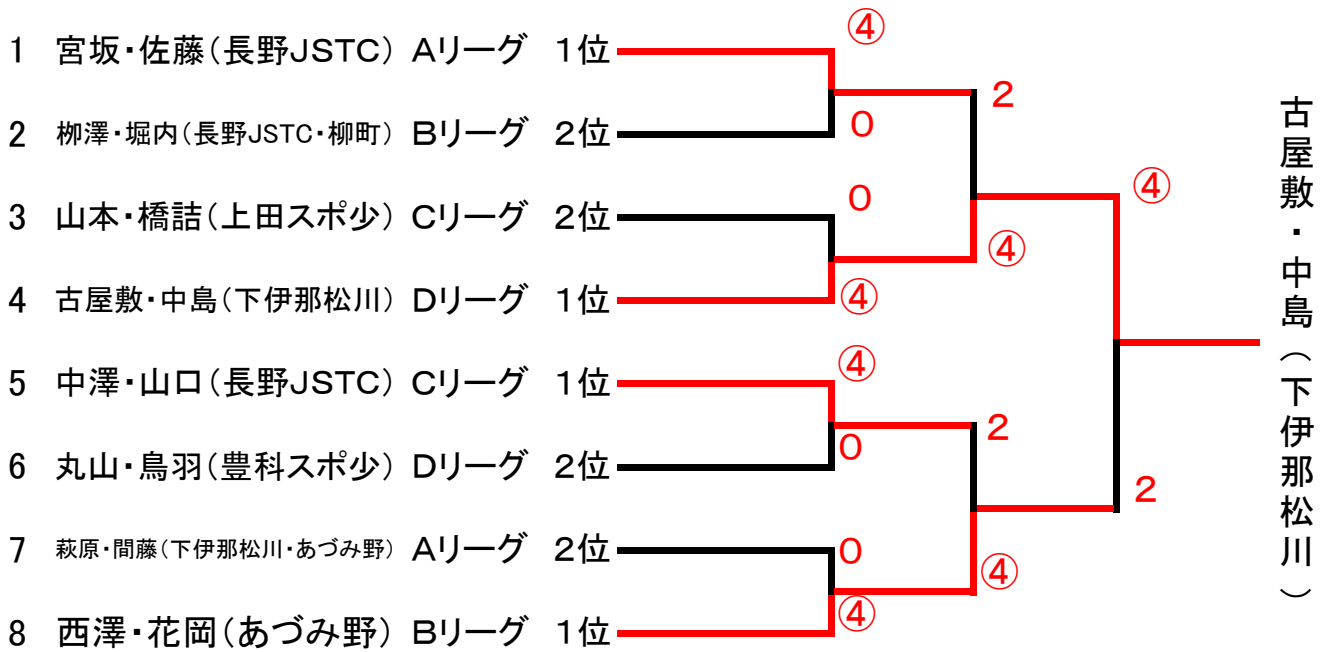 1 宮坂・佐藤(長野JSTC) Aリーグ 1位
2 栁澤・堀内(長野JSTC・柳町) Bリーグ 2位
3 山本・橋詰(上田スポ少) Cリーグ 2位
4 古屋敷・中島(下伊那松川) Dリーグ 1位
5 中澤・山口(長野JSTC) Cリーグ 1位
6 丸山・鳥羽(豊科スポ少) Dリーグ 2位
7 萩原・間藤(下伊那松川・あづみ野) Aリーグ 2位
8 西澤・花岡(あづみ野) Bリーグ 1位
④
0
0
④
④
0
0
④
2
④
2
④
④
2
古屋敷・中島(下伊那松川)